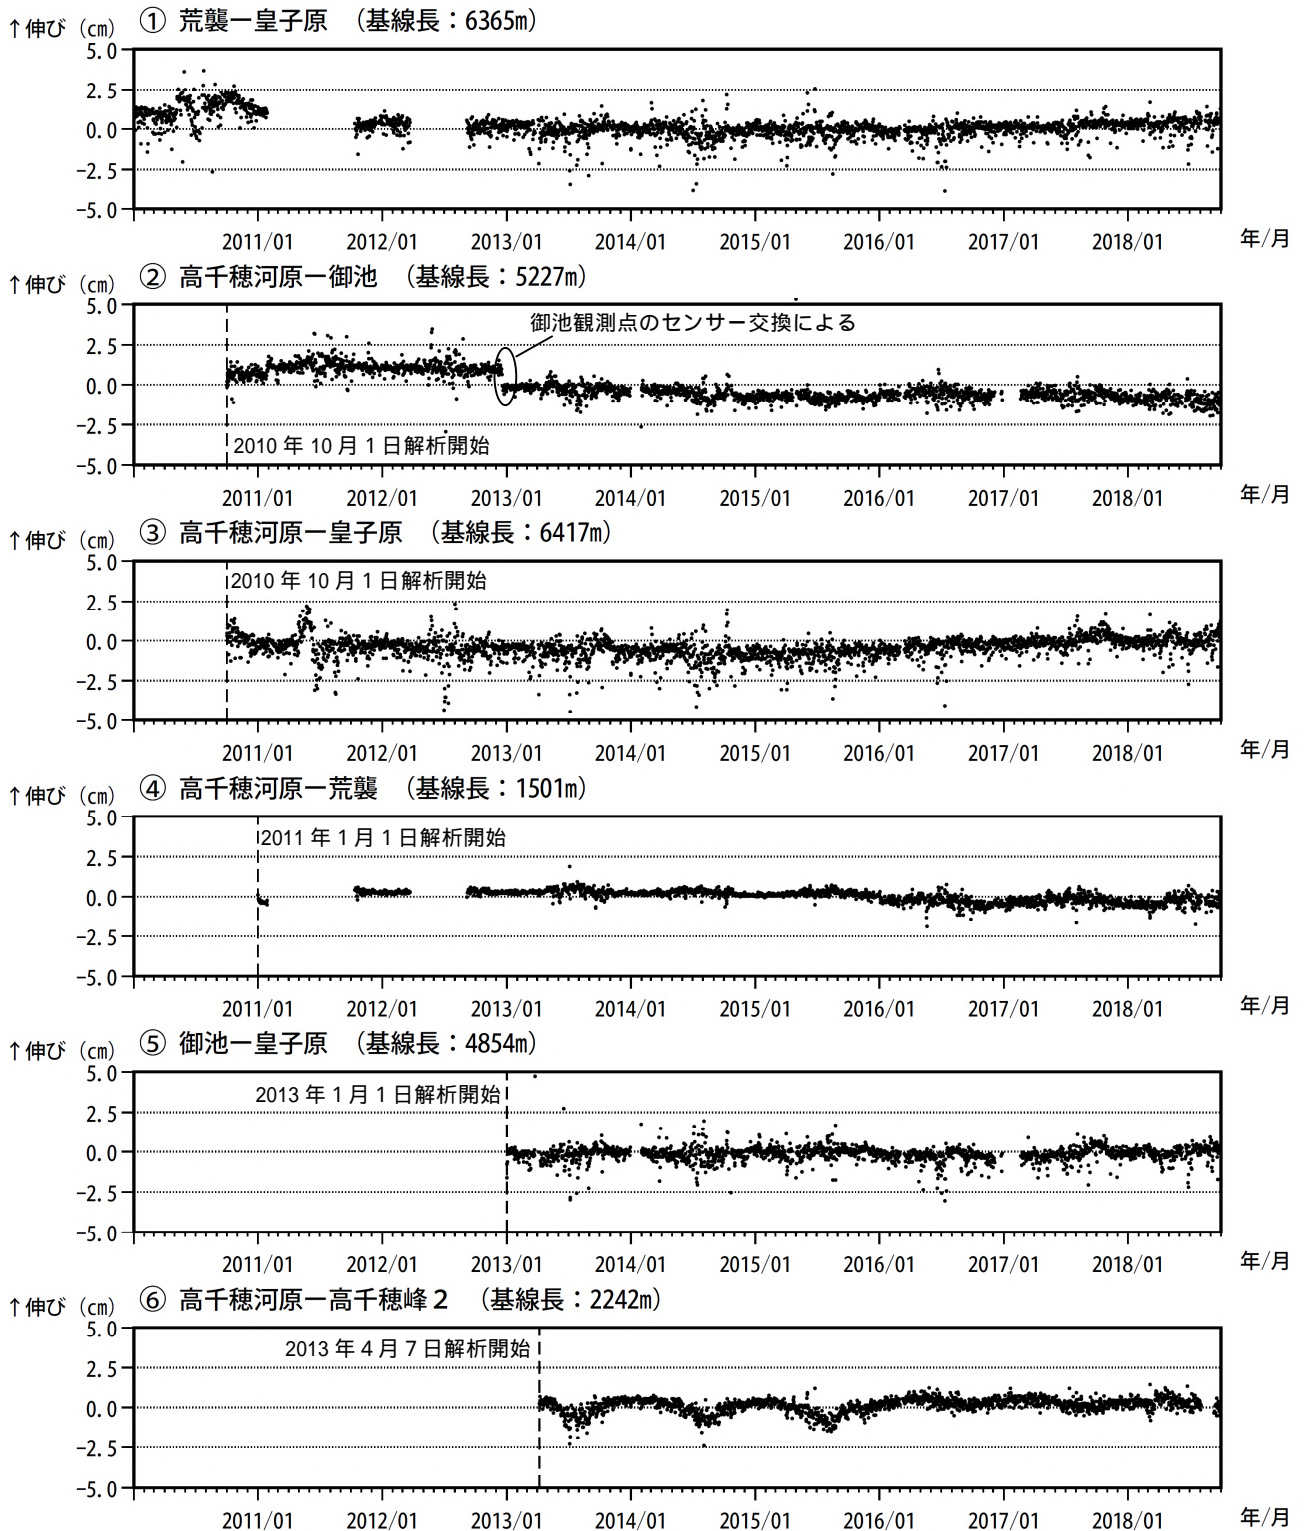 ↑伸び（㎝） ① 荒襲ー皇子原 （基線長：6365m）
5.0
2.5
0.0
−2.5
−5.0
2011/01 2012/01 2013/01 2014/01 2015/01 2016/01 2017/01 2018/01 年/月
↑伸び（㎝） ② 高千穂河原ー御池 （基線長：5227m）
5.0
御池観測点のセンサー交換による
2.5
0.0
−2.5
2010 年 10 月 1 日解析開始
−5.0
2011/01 2012/01 2013/01 2014/01 2015/01 2016/01 2017/01 2018/01 年/月
↑伸び（㎝） ③ 高千穂河原ー皇子原 （基線長：6417m）
5.0
2010 年 10 月 1 日解析開始
2.5
0.0
−2.5
−5.0
2011/01 2012/01 2013/01 2014/01 2015/01 2016/01 2017/01 2018/01 年/月
↑伸び（㎝） ④ 高千穂河原ー荒襲 （基線長：1501m）
5.0
2011 年 1 月 1 日解析開始
2.5
0.0
−2.5
−5.0
2011/01 2012/01 2013/01 2014/01 2015/01 2016/01 2017/01 2018/01 年/月
↑伸び（㎝） ⑤ 御池ー皇子原 （基線長：4854m）
5.0
2013 年 1 月 1 日解析開始
2.5
0.0
−2.5
−5.0
2011/01 2012/01 2013/01 2014/01 2015/01 2016/01 2017/01 2018/01 年/月
↑伸び（㎝） ⑥ 高千穂河原ー高千穂峰２ （基線長：2242m）
5.0
2013 年 4 月 7 日解析開始
2.5
0.0
−2.5
−5.0
2011/01 2012/01 2013/01 2014/01 2015/01 2016/01 2017/01 2018/01 年/月